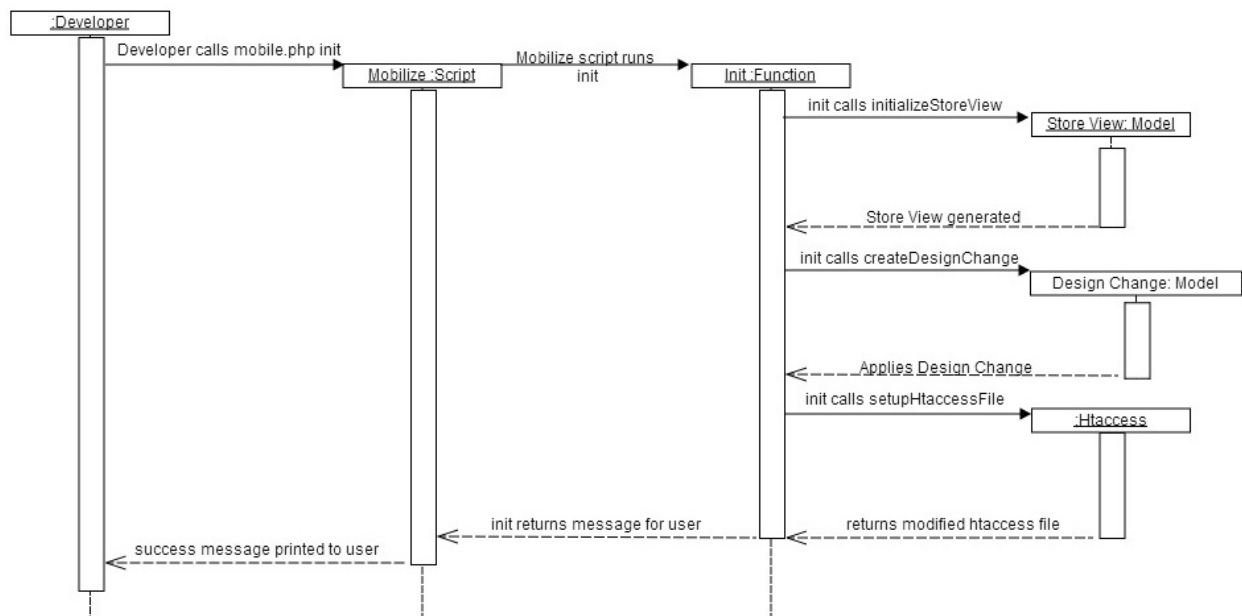 :Developer
Developer calls mobile.php init
Mobilize :Script
Mobilize script runs
init
Init :Function
init calls initializeStoreView
Store View: Model
Store View generated
init calls createDesignChange
Design Change: Model
Applies Design Change
init calls setupHtaccessFile
:Htaccess
init returns message for user
returns modified htaccess file
success message printed to user